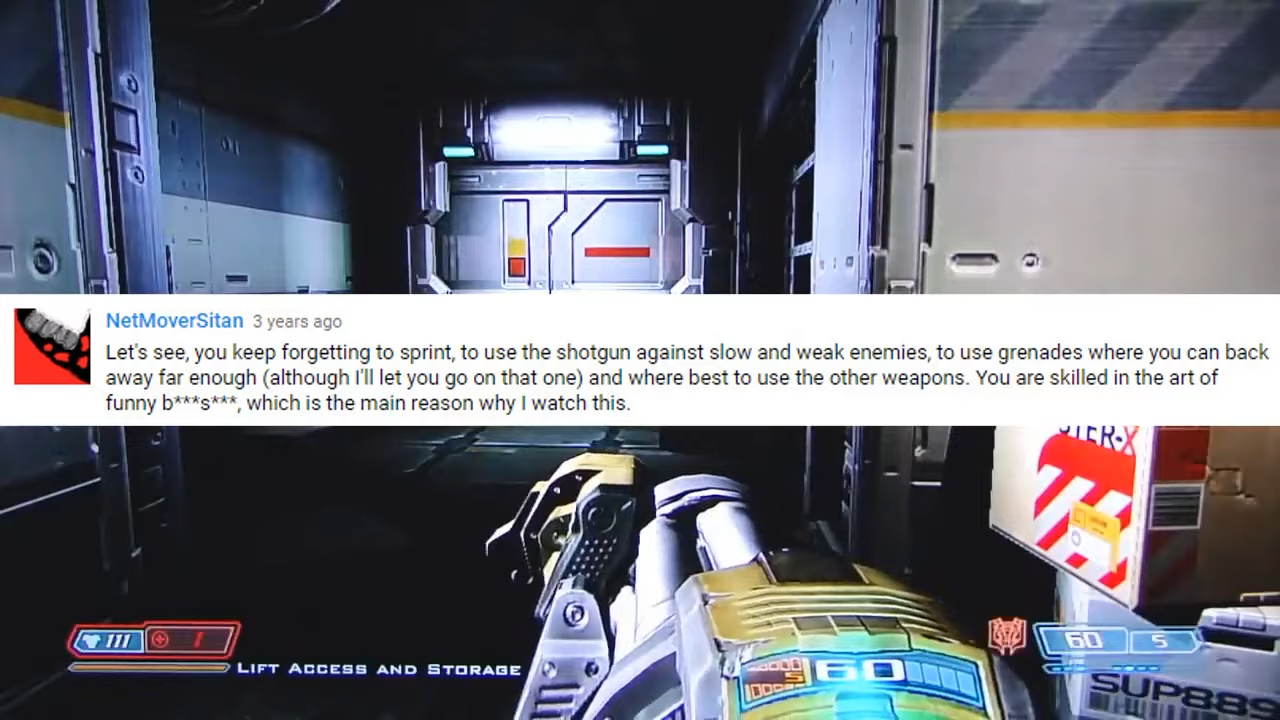 NetMoverSitan 3 years ago
Let's see, you keep forgetting to sprint, to use the shotgun against slow and weak enemies, to use grenades where you can back
away far enough (although I'll let you go on that one) and where best to use the other weapons. You are skilled in the art of
funny b***s***, which is the main reason why I watch this.
111
60 5
LIFT ACCESS AND STORAGE
5 60
SUP889